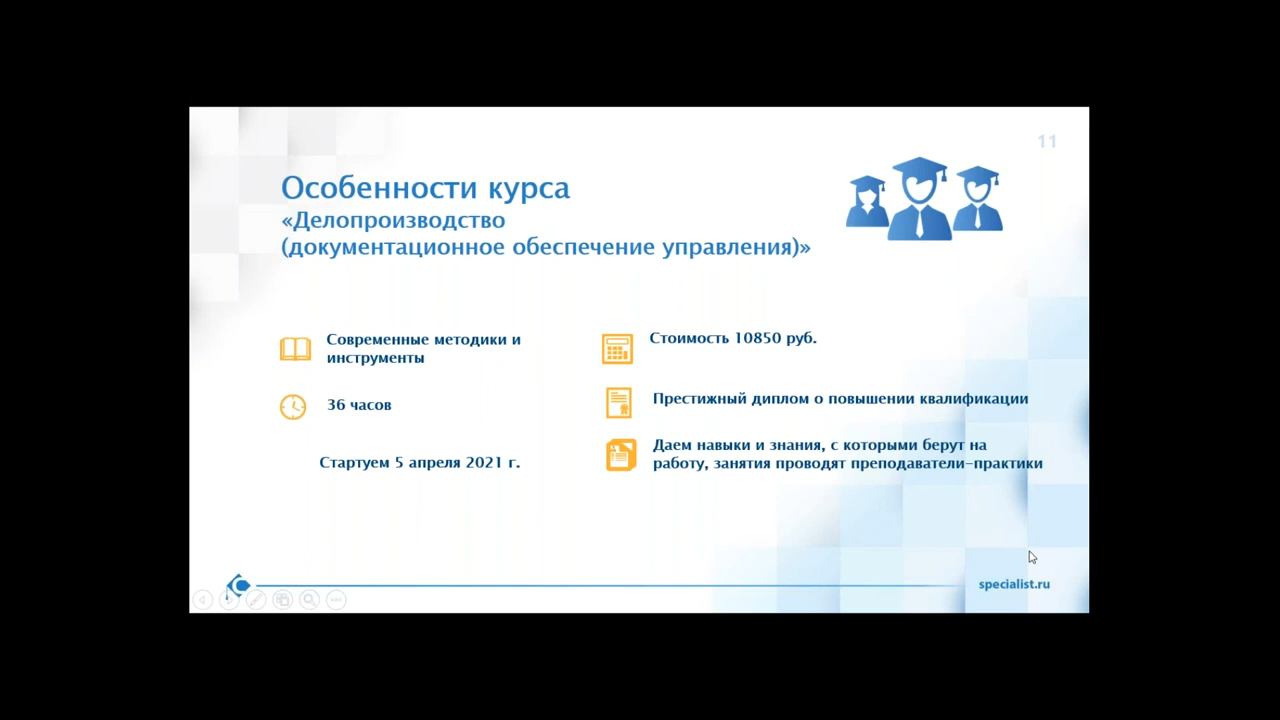 11
Особенности курса
«Делопроизводство
(документационное обеспечение управления)»
Современные методики и
инструменты
36 часов
Стартуем 5 апреля 2021 г.
Стоимость 10850 руб.
Престижный диплом о повышении квалификации
Даем навыки и знания, с которыми берут на
работу, занятия проводят преподаватели-практики
specialist.ru